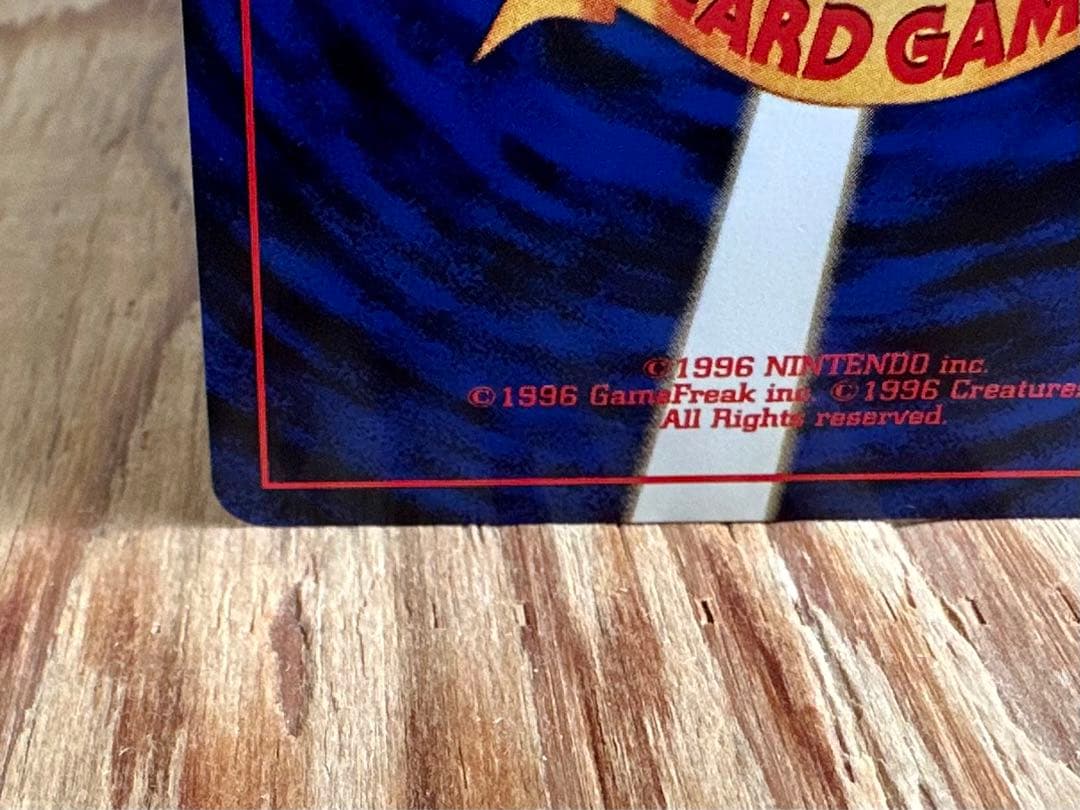 CARD GAM
©1996 NINTENDO inc.
©1996 GameFreak inc. ©1996 Creatures
All Rights reserved.